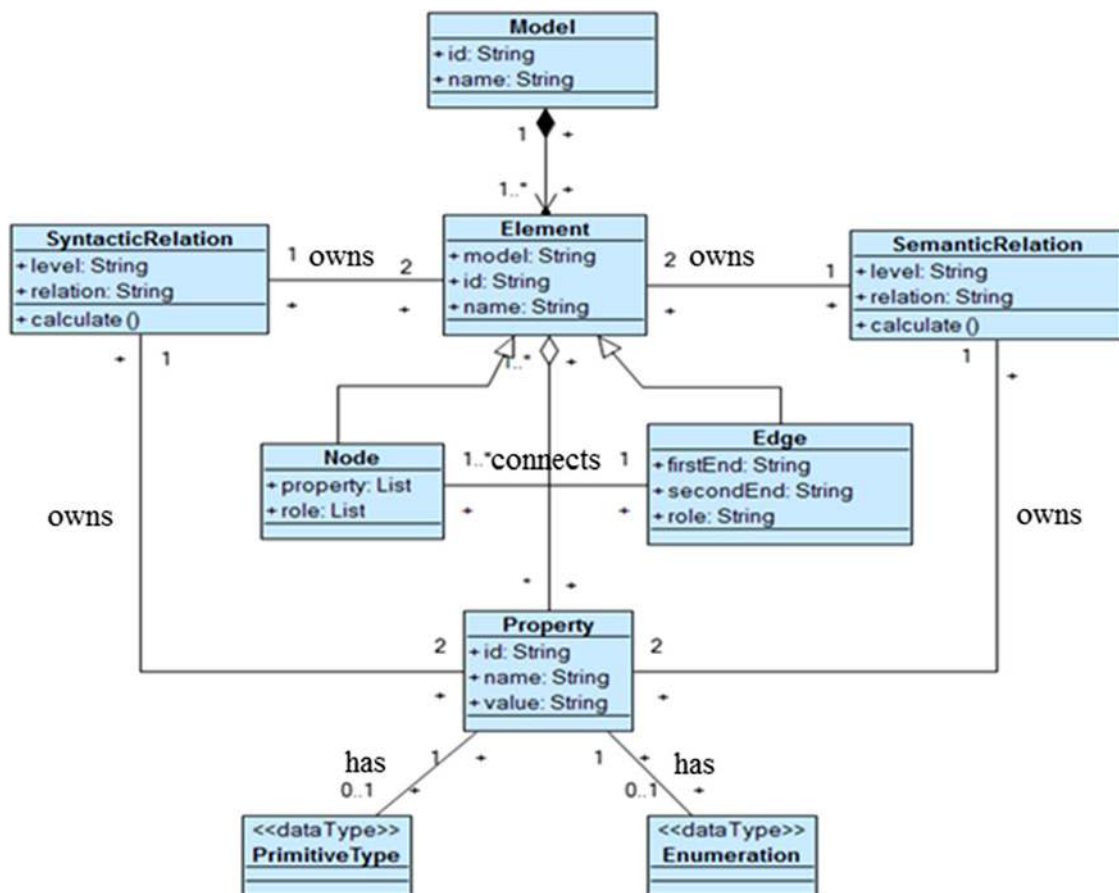 Model
+ id: String
+ name: String
1 +
1..* +
SyntacticRelation
+ level: String
+ relation: String
+ calculate ()
1 owns 2
+ +
Element
+ model: String
+ id: String
+ name: String
2 owns 1
+ +
SemanticRelation
+ level: String
+ relation: String
+ calculate ()
+ 1
1..* +
1 +
Node
+ property: List
+ role: List
1..* connects 1
+ +
Edge
+ firstEnd: String
+ secondEnd: String
+ role: String
owns
owns
* +
2
+
Property
+ id: String
+ name: String
+ value: String
2
+
has 1 +
0..1 +
1 + has
0..1 +
<<dataType>>
PrimitiveType
<<dataType>>
Enumeration